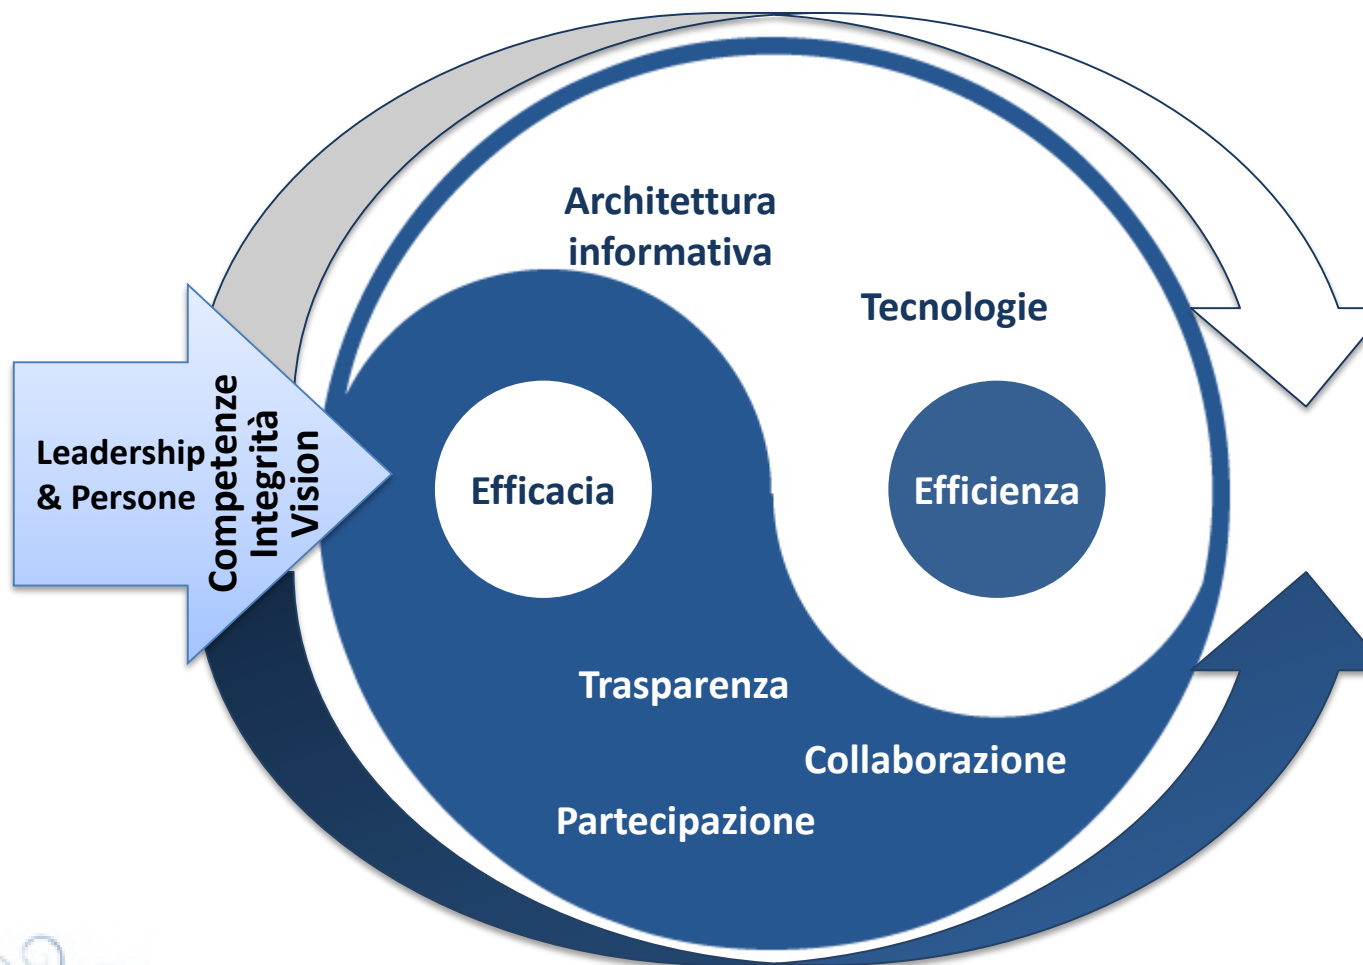 Architettura
informativa
Tecnologie
Leadership
& Persone
Competenze
Integrità
Vision
Efficacia
Efficienza
Trasparenza
Collaborazione
Partecipazione